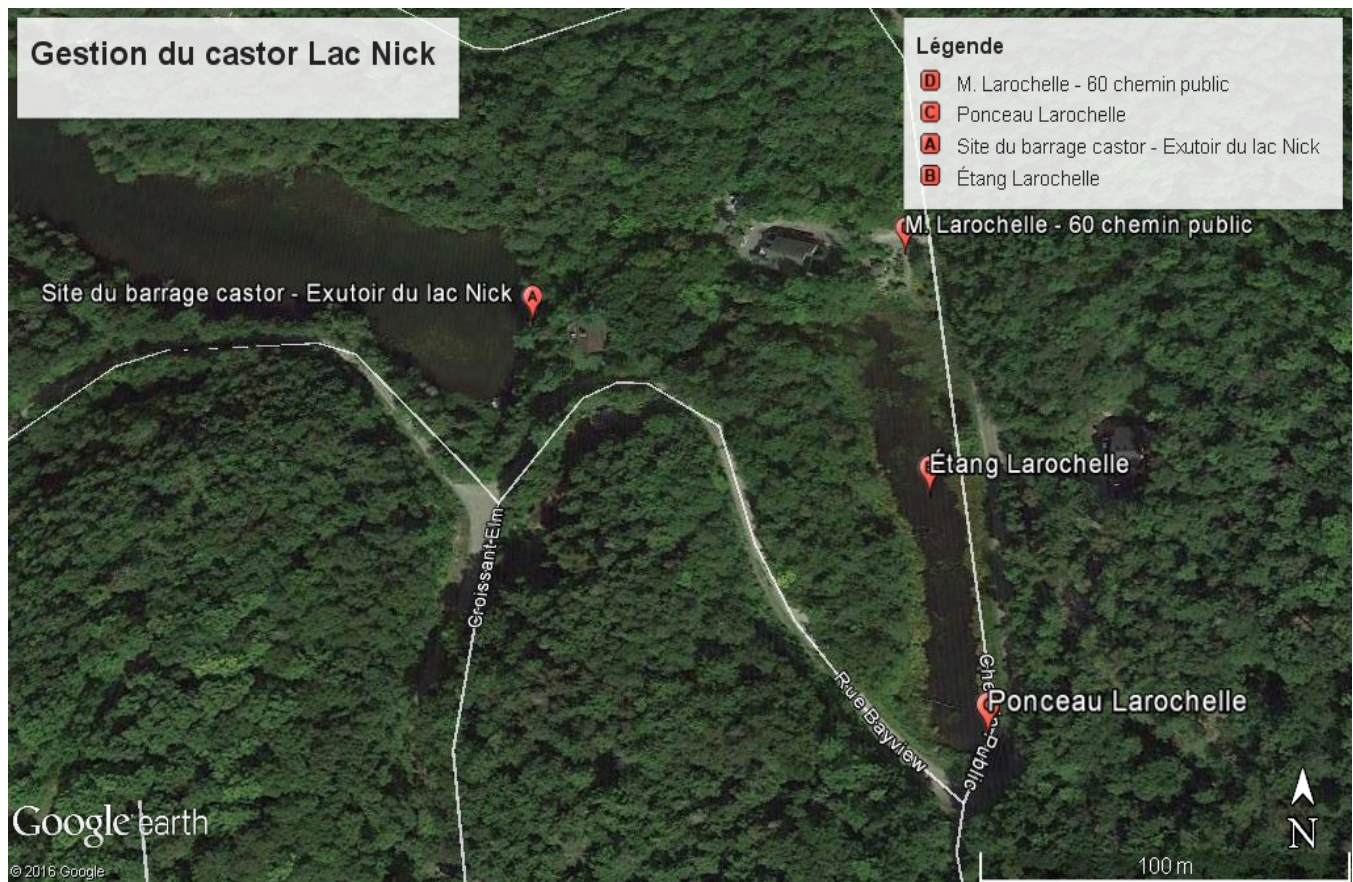 Gestion du castor Lac Nick
Légende
D M. Larochelle - 60 chemin public
C Ponceau Larochelle
A Site du barrage castor - Exutoir du lac Nick
B Étang Larochelle
M. Larochelle - 60 chemin public
Site du barrage castor - Exutoir du lac Nick
A
Étang Larochelle
Croissant-Elm
Rue Bayview
Ponceau Larochelle
Public
Google earth
© 2016 Google
N
100 m